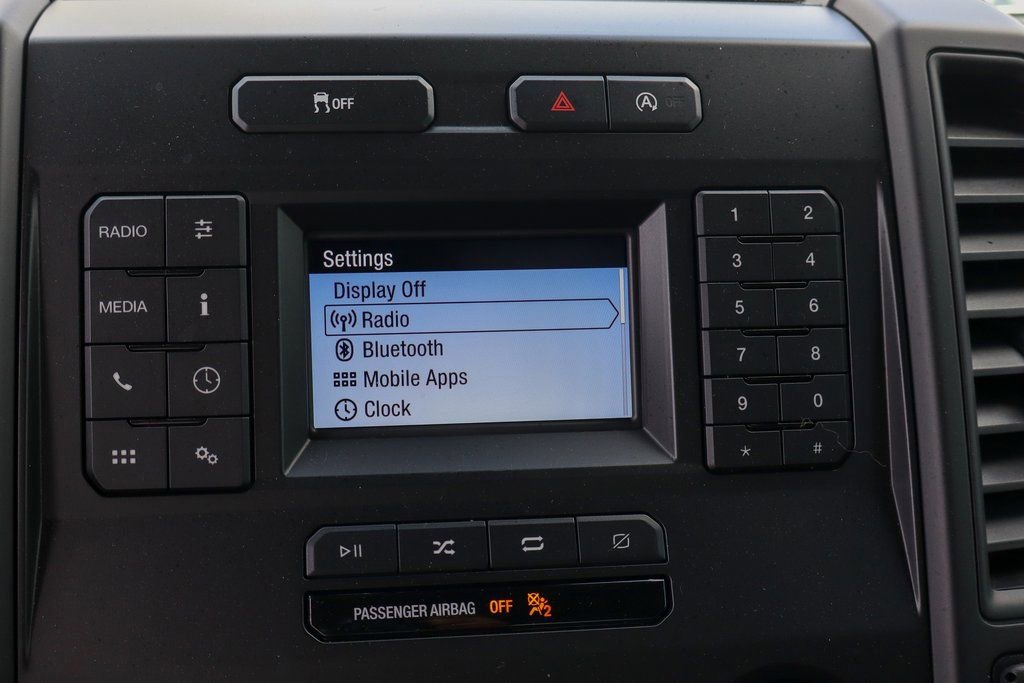 OFF
A OFF
RADIO
MEDIA
i
Settings
Display Off
Radio
Bluetooth
Mobile Apps
Clock
1 2
3 4
5 6
7 8
9 0
* #
PASSENGER AIRBAG OFF 2